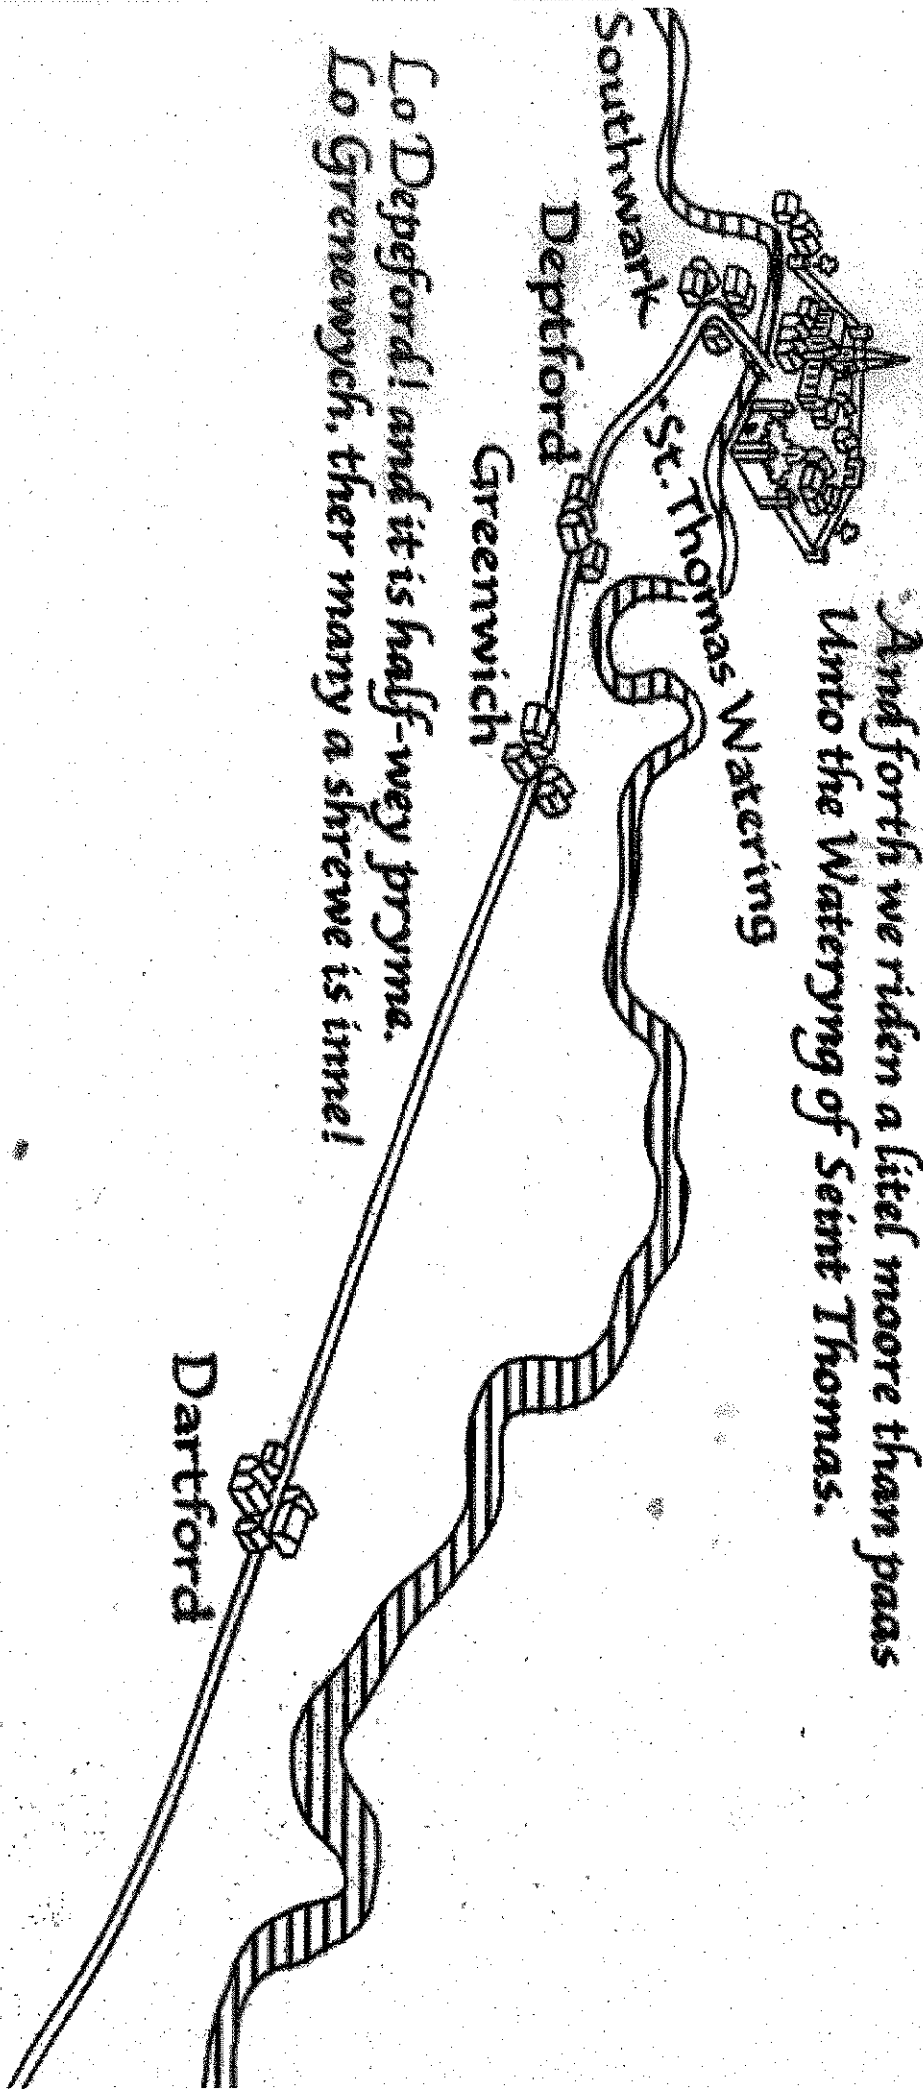 And forth we riden a litel moore than paas
Unto the Wateryng of Seint Thomas.
St. Thomas Watering
Southwark
Deptford
Greenwich
Lo Depeford! and it is half-wey pryma.
Lo Grenewych, ther many a shrewe is inne!
Dartford